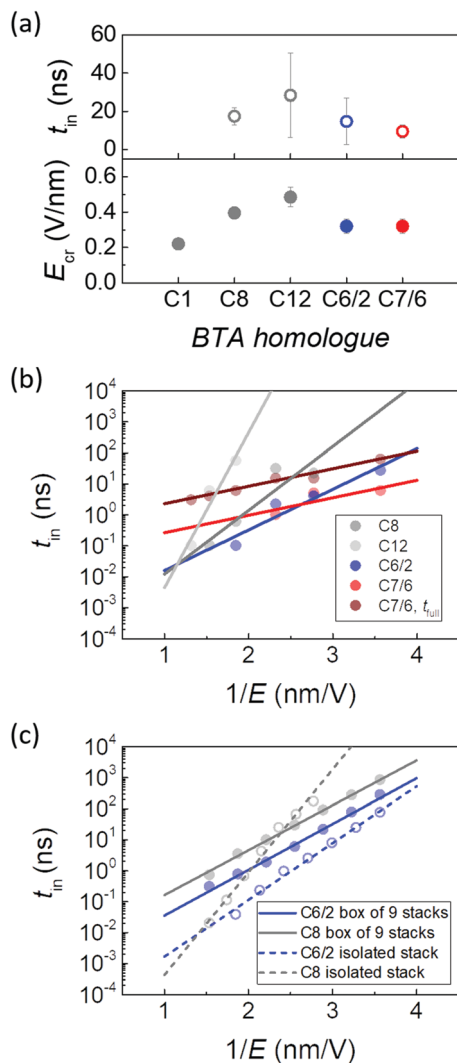 (a)
60
40
20
0
t_in (ns)
0.6
0.4
0.2
0.0
E_cr (V/nm)
C1 C8 C12 C6/2 C7/6
BTA homologue
(b)
10^4
10^3
10^2
10^1
10^0
10^-1
10^-2
10^-3
10^-4
t_in (ns)
C8
C12
C6/2
C7/6
C7/6, t_full
1 2 3 4
1/E (nm/V)
(c)
10^4
10^3
10^2
10^1
10^0
10^-1
10^-2
10^-3
10^-4
t_in (ns)
C6/2 box of 9 stacks
C8 box of 9 stacks
C6/2 isolated stack
C8 isolated stack
1 2 3 4
1/E (nm/V)